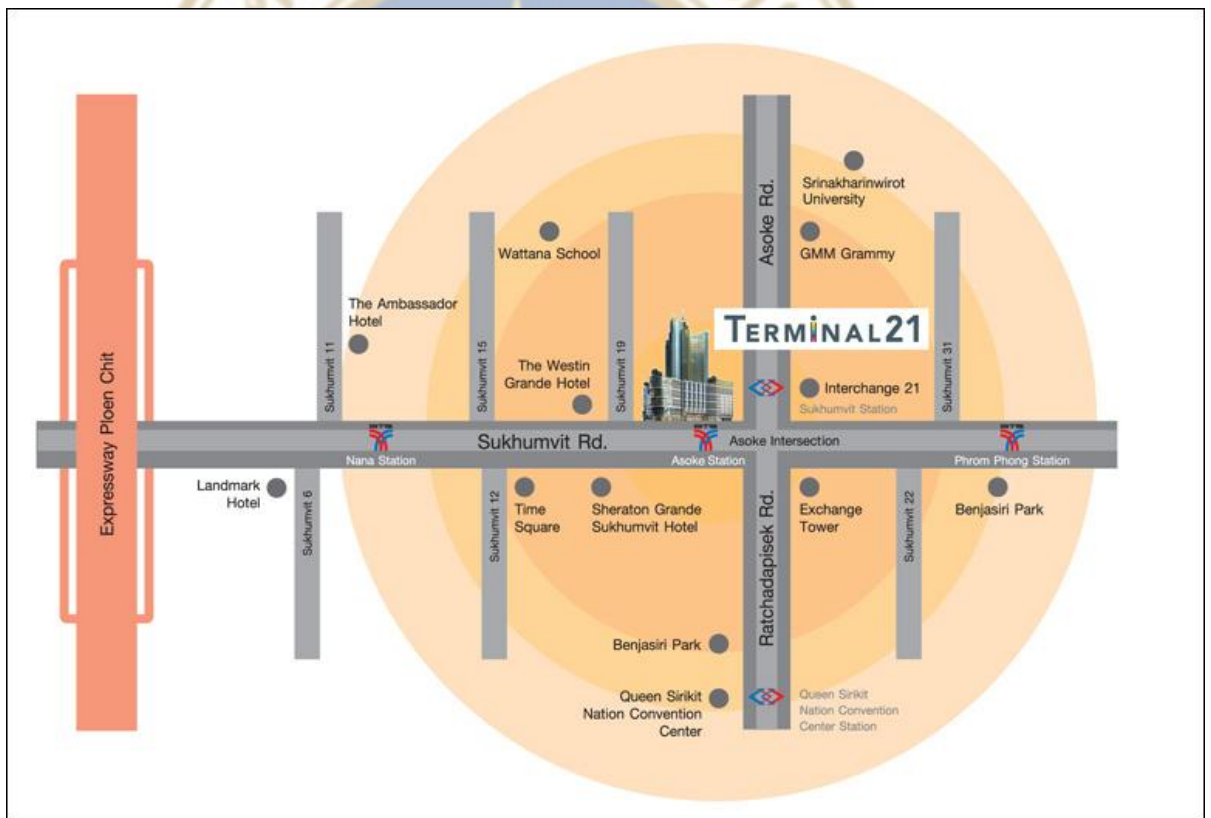 Expressway Ploen Chit
Sukhumvit 11
The Ambassador
Hotel
Sukhumvit 15
Wattana School
The Westin
Grande Hotel
Sukhumvit 19
Asoke Rd.
Srinakharinwirot
University
GMM Grammy
TERMINAL 21
Interchange 21
Sukhumvit Station
Sukhumvit 31
Sukhumvit Rd.
Asoke Intersection
Nana Station
Asoke Station
Phrom Phong Station
Landmark
Hotel
Sukhumvit 6
Sukhumvit 12
Time
Square
Sheraton Grande
Sukhumvit Hotel
Ratchadapisek Rd.
Exchange
Tower
Sukhumvit 22
Benjasiri Park
Benjasiri Park
Queen Sirikit
Nation Convention
Center
Queen Sirikit
Nation Convention
Center Station